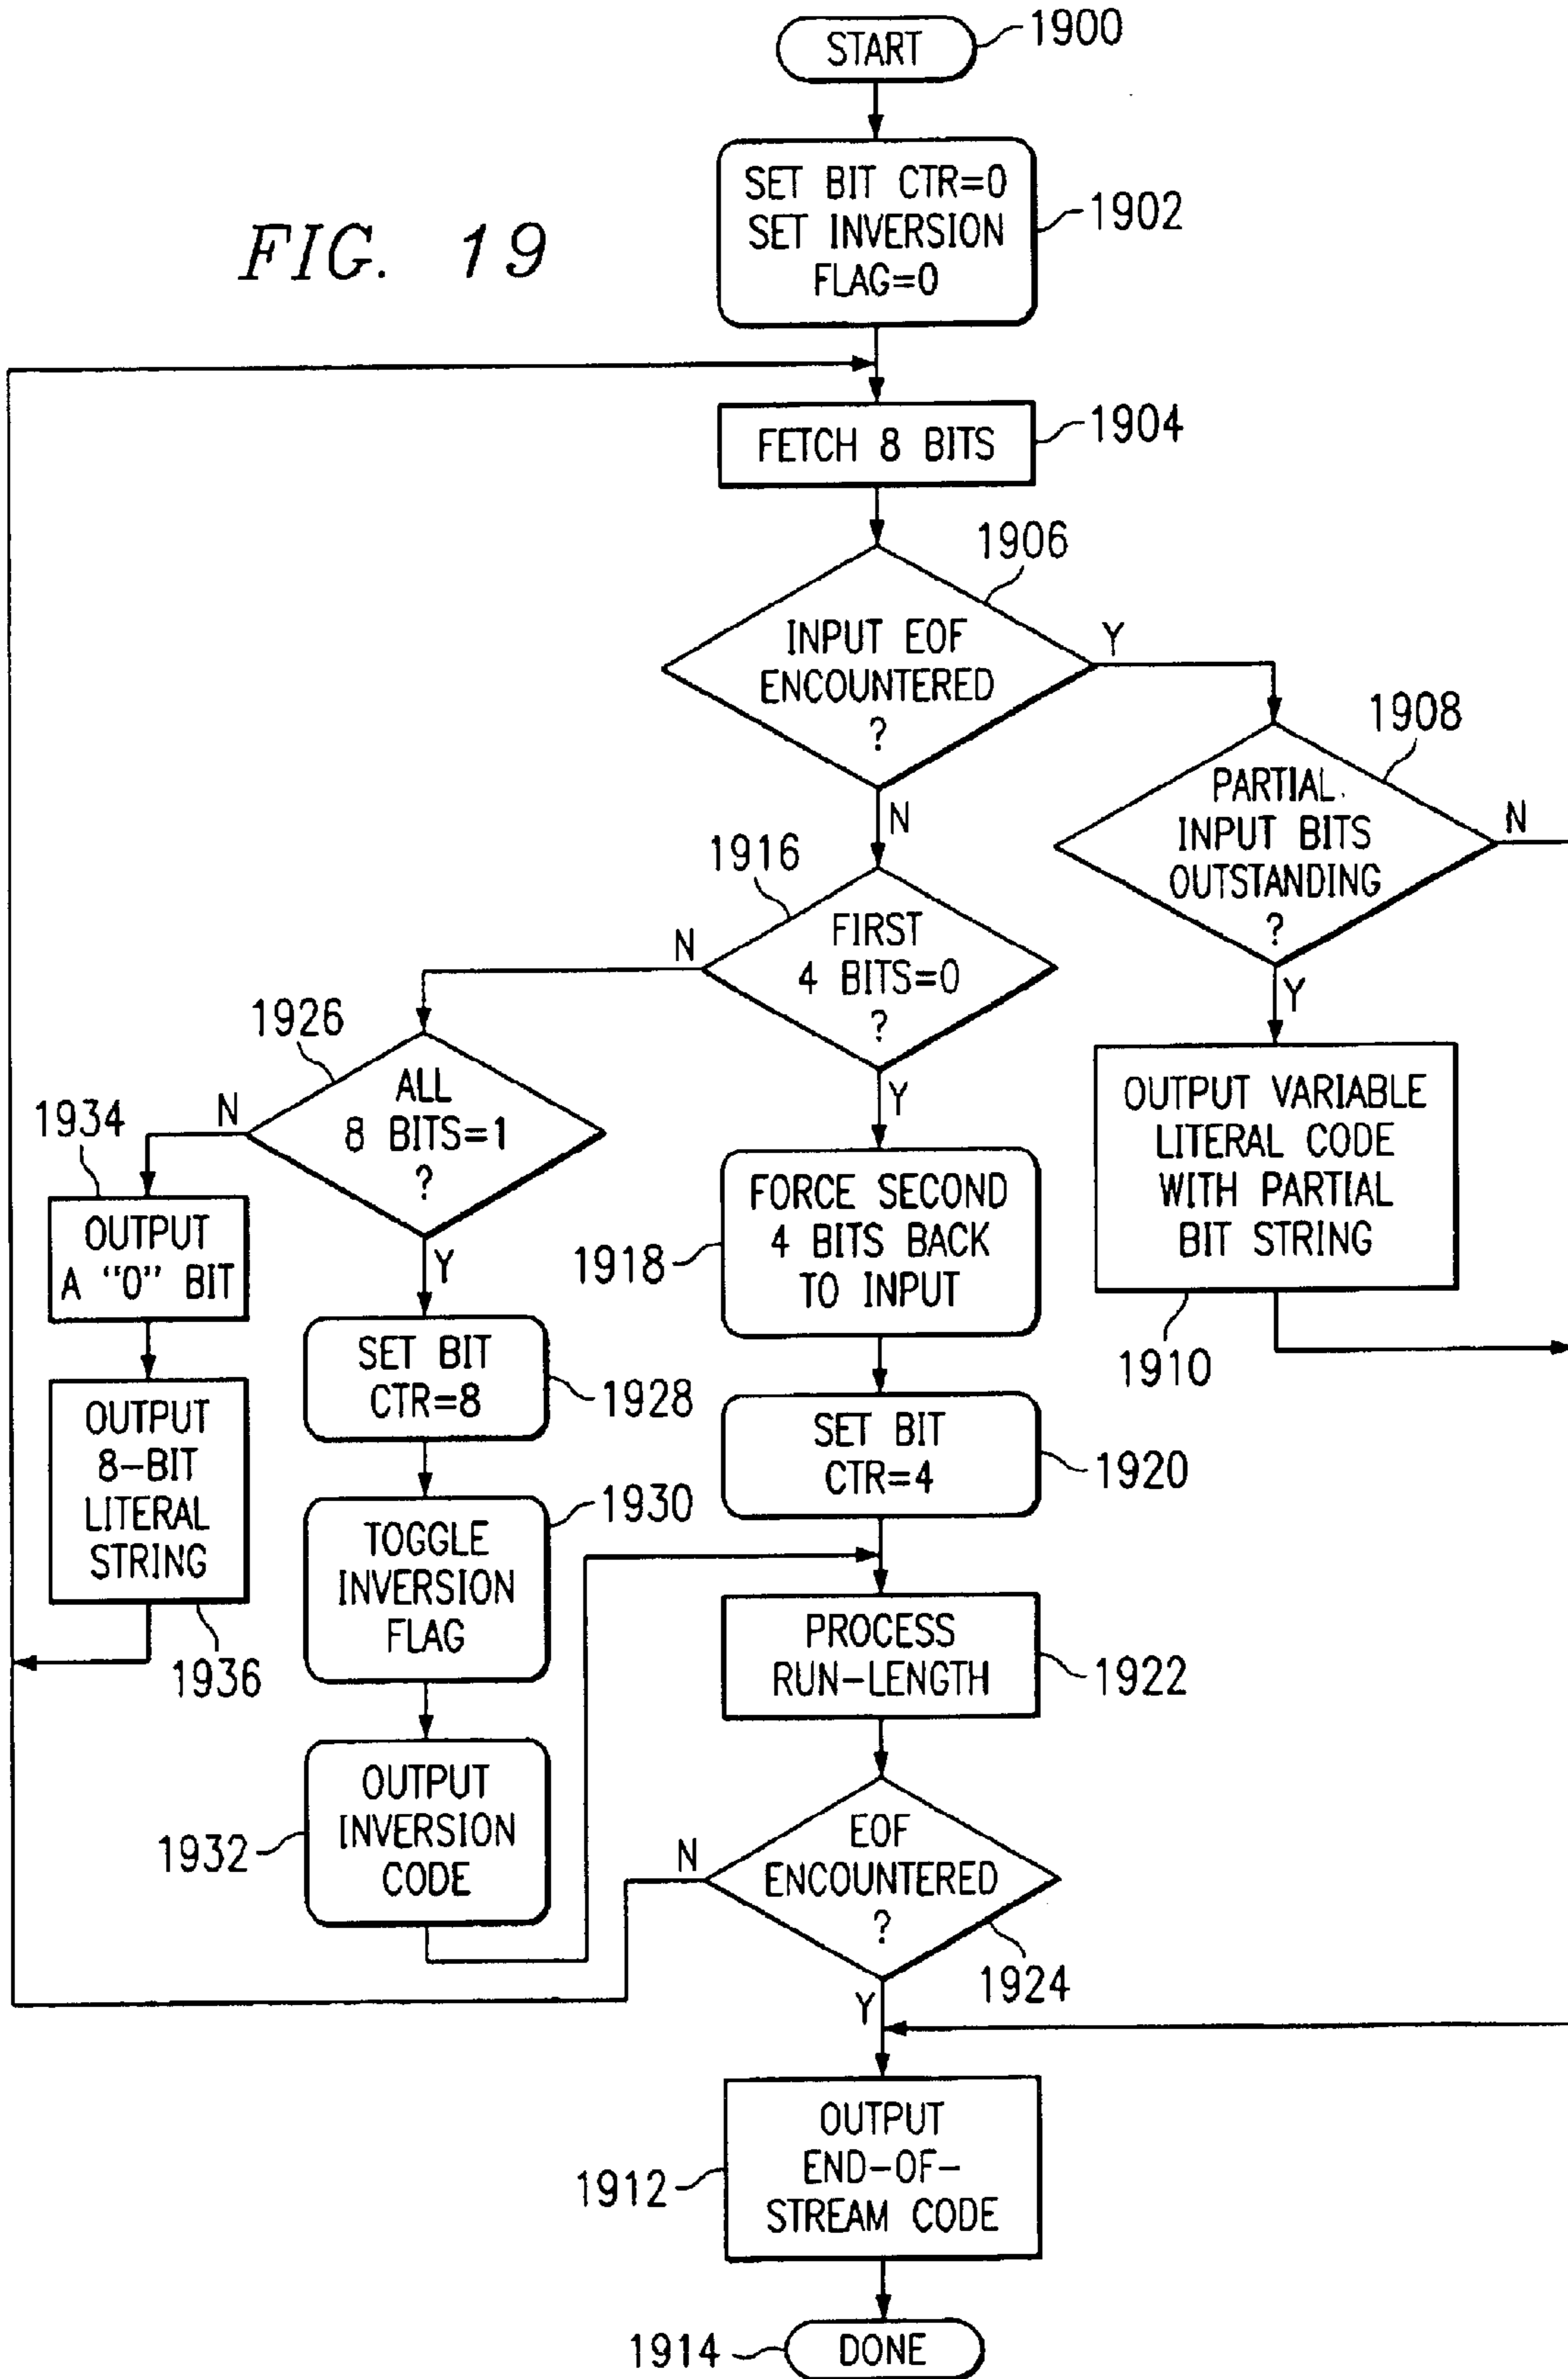 START
1900
SET BIT CTR=0
SET INVERSION
FLAG=0
1902
FIG. 19
FETCH 8 BITS
1904
1906
INPUT EOF
ENCOUNTERED
?
Y
N
1908
PARTIAL
INPUT BITS
OUTSTANDING
?
N
Y
1916
FIRST
4 BITS=0
?
N
Y
1926
ALL
8 BITS=1
?
N
Y
1934
OUTPUT
A "0" BIT
OUTPUT
8-BIT
LITERAL
STRING
1936
FORCE SECOND
4 BITS BACK
TO INPUT
1918
OUTPUT VARIABLE
LITERAL CODE
WITH PARTIAL
BIT STRING
1910
SET BIT
CTR=8
1928
SET BIT
CTR=4
1920
TOGGLE
INVERSION
FLAG
1930
PROCESS
RUN-LENGTH
1922
OUTPUT
INVERSION
CODE
1932
EOF
ENCOUNTERED
?
N
Y
1924
OUTPUT
END-OF-
STREAM CODE
1912
DONE
1914